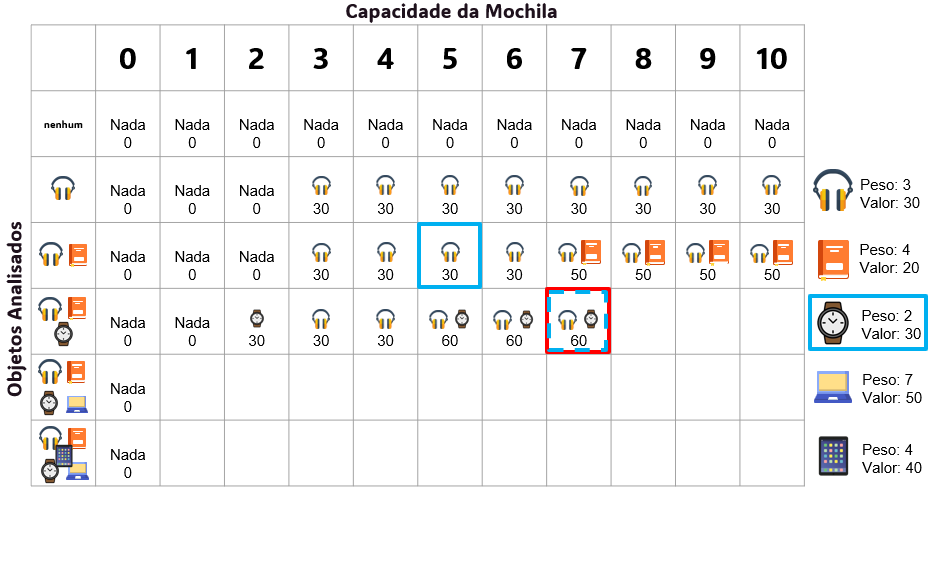 Capacidade da Mochila
0 1 2 3 4 5 6 7 8 9 10
Objetos Analisados
nenhum
Nada Nada Nada Nada Nada Nada Nada Nada Nada Nada Nada
0 0 0 0 0 0 0 0 0 0 0
Nada Nada Nada
0 0 0 30 30 30 30 30 30 30 30
Peso: 3
Valor: 30
Nada Nada Nada
0 0 0 30 30 30 30 50 50 50 50
Peso: 4
Valor: 20
Nada Nada
0 0 30 30 30 60 60 60
Peso: 2
Valor: 30
Nada
0
Peso: 7
Valor: 50
Nada
0
Peso: 4
Valor: 40